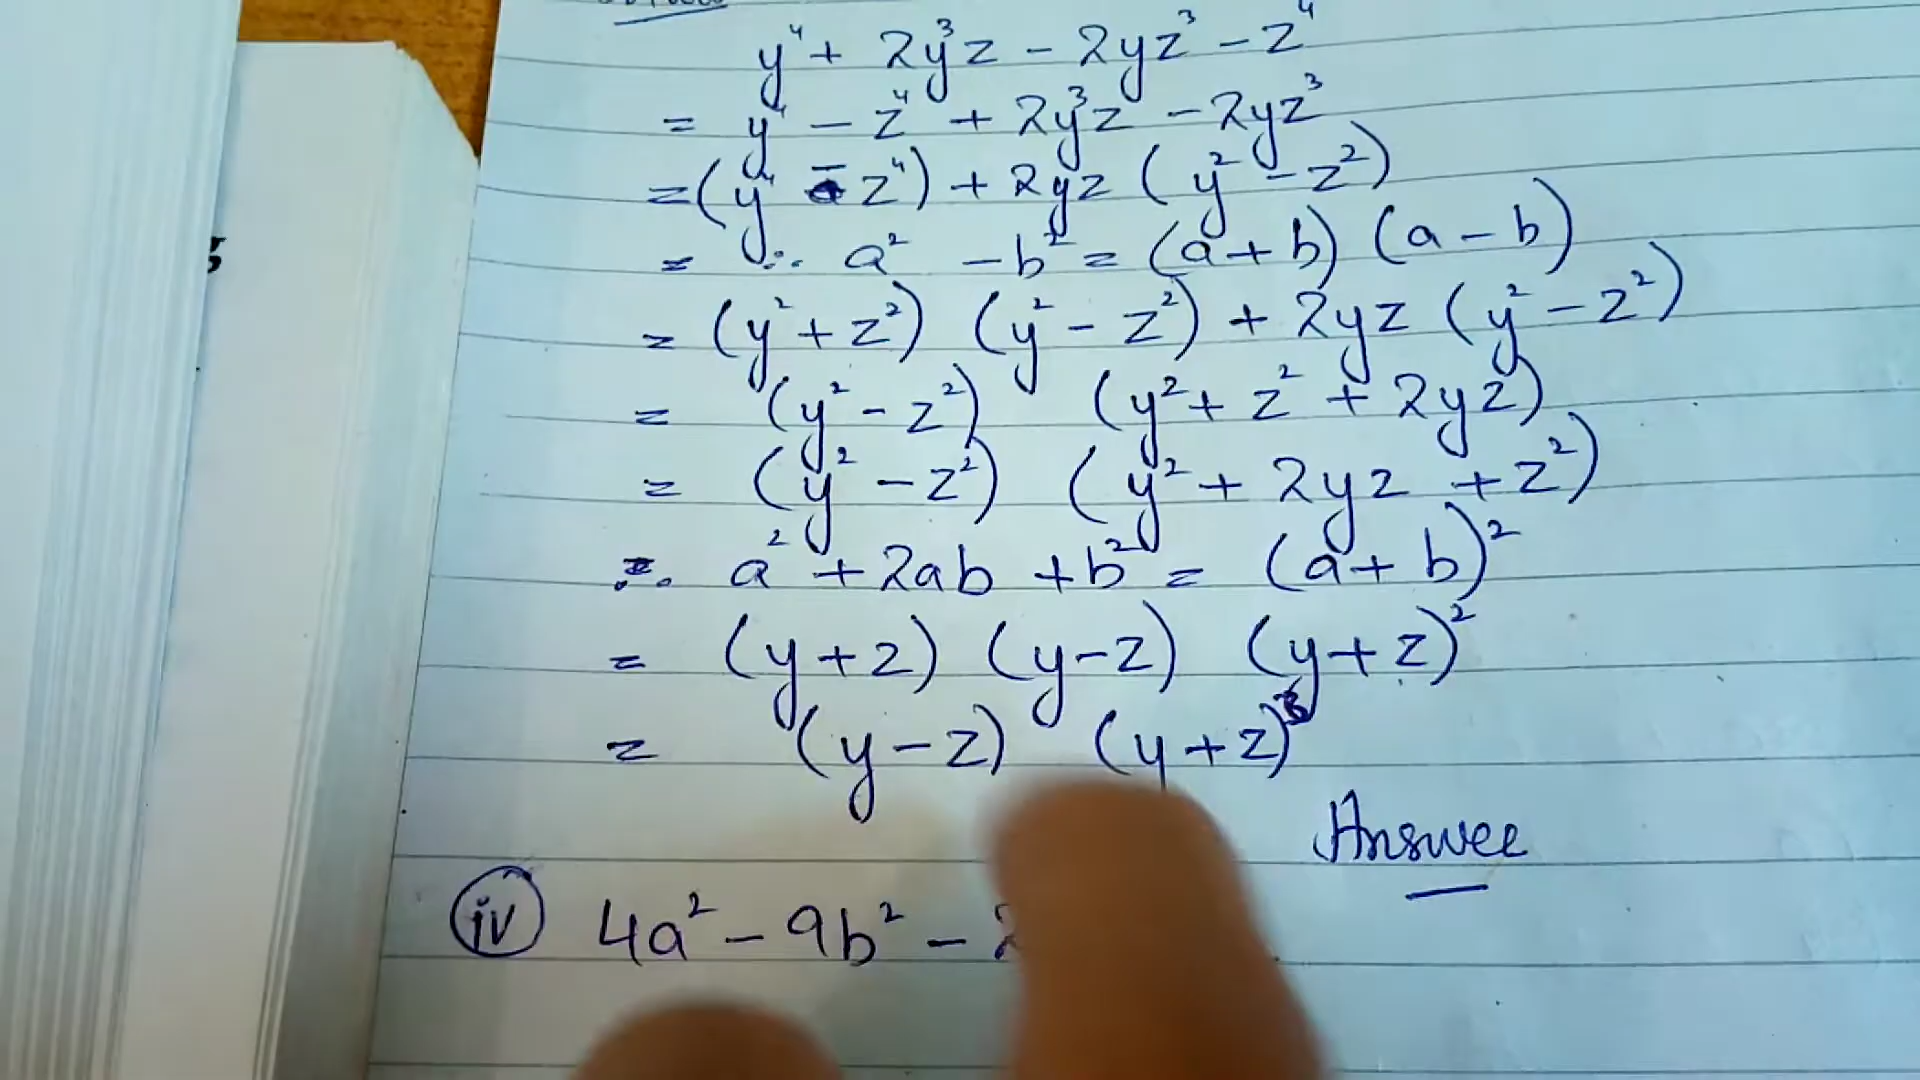 y⁴ + 2y³z - 2yz³ - z⁴
= y⁴ - z⁴ + 2y³z - 2yz³
= (y⁴ - z⁴) + 2yz (y² - z²)
= ∵ a² - b² = (a + b) (a - b)
= (y² + z²) (y² - z²) + 2yz (y² - z²)
= (y² - z²) (y² + z² + 2yz)
= (y² - z²) (y² + 2yz + z²)
∵ a² + 2ab + b² = (a + b)²
= (y + z) (y - z) (y + z)²
= (y - z) (y + z)³
Answer
iv 4a² - 9b² -